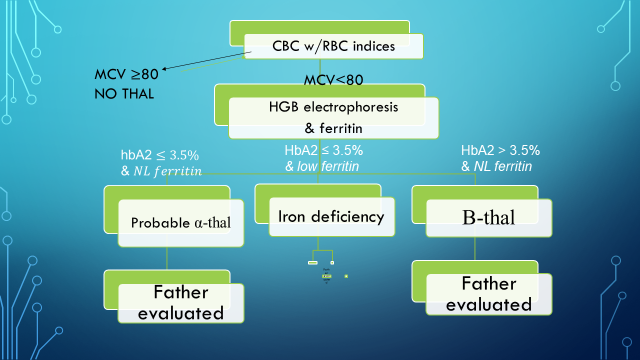 CBC w/RBC indices
MCV ≥80
NO THAL
MCV<80
HGB electrophoresis
& ferritin
hbA2 ≤ 3.5%
& NL ferritin
HbA2 ≤ 3.5%
& low ferritin
HbA2 > 3.5%
& NL ferritin
Probable α-thal
Iron deficiency
B-thal
Father
evaluated
Father
evaluated